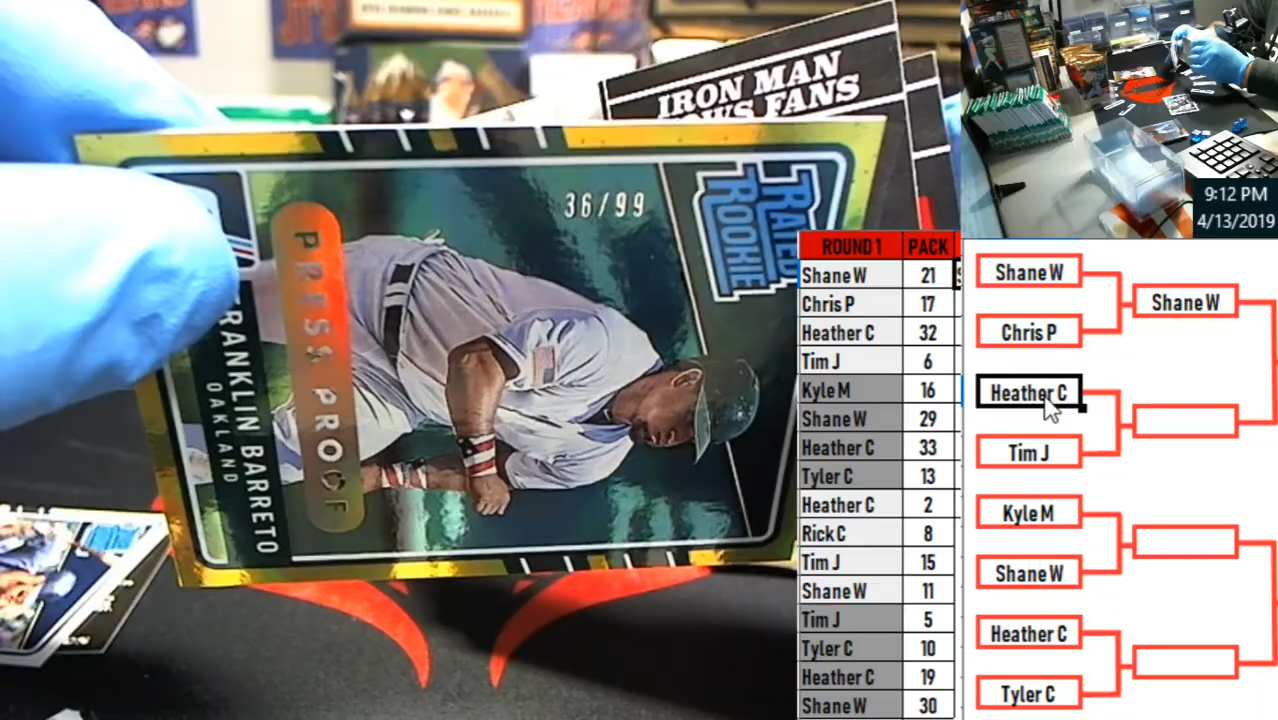 IRON MAN
FANS
36/99
RATED
ROOKIE
PRESS PROOF
RANKLIN BARRETO
OAKLAND
9:12 PM
4/13/2019
ROUND 1 PACK
Shane W 21
Chris P 17
Heather C 32
Tim J 6
Kyle M 16
Shane W 29
Heather C 33
Tyler C 13
Heather C 2
Rick C 8
Tim J 15
Shane W 11
Tim J 5
Tyler C 10
Heather C 19
Shane W 30
Shane W
Chris P
Shane W
Heather C
Tim J
Kyle M
Shane W
Heather C
Tyler C